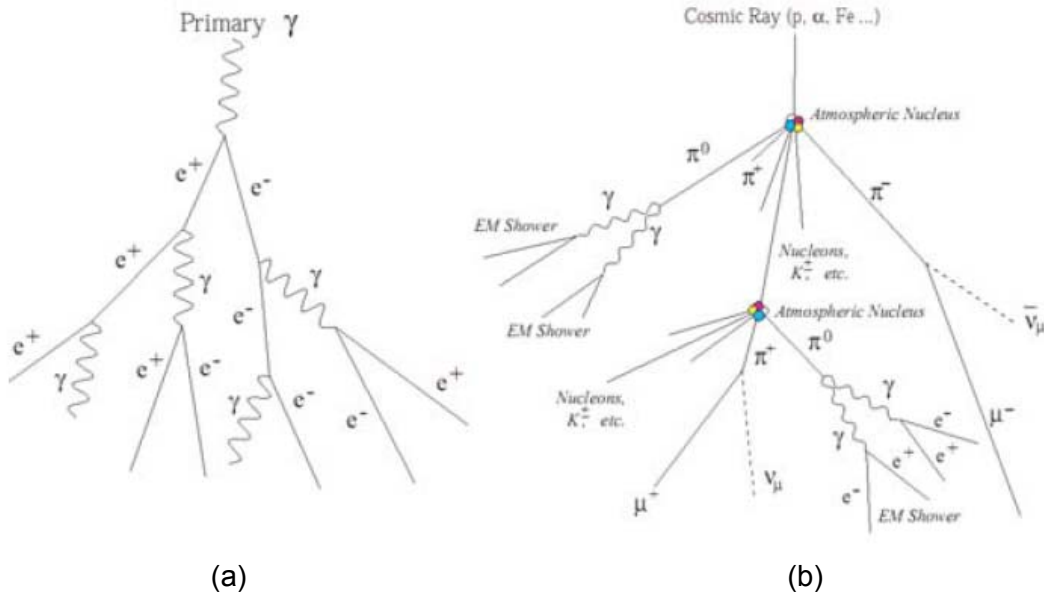 Primary γ
e⁺
e⁻
e⁺
γ
γ
e⁻
e⁺
γ
e⁺
e⁻
γ
e⁻
e⁻
e⁺
(a)
Cosmic Ray (p, α, Fe ...)
Atmospheric Nucleus
π⁰
π⁺
π⁻
γ
γ
EM Shower
EM Shower
Nucleons,
K±, etc.
Atmospheric Nucleus
ν̄μ
π⁺
π⁰
Nucleons,
K±, etc.
γ
γ
e⁻
e⁺
e⁺
e⁻
μ⁻
μ⁺
νμ
EM Shower
(b)